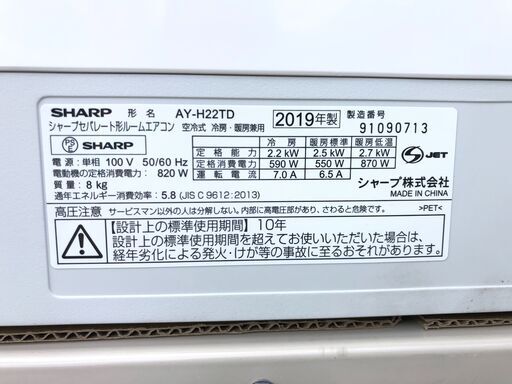 SHARP 形名 AY-H22TD 2019年製 製造番号 91090713
シャープセパレート形ルームエアコン 空冷式 冷房・暖房兼用
PS E SHARP
電源：単相 100 V 50/60 Hz
電動機の定格消費電力： 820 W
質量：8 kg
冷房 暖房標準 暖房低温
定格能力 2.2 kW 2.5 kW 2.7 kW
定格消費電力 590 W 550 W 870 W
運転電流 7.0 A 6.5 A
S JET
シャープ株式会社
MADE IN CHINA
通年エネルギー消費効率： 5.8 (JIS C 9612:2013)
高圧注意 サービスマン以外の人は分解しない。内部に高電圧部があり、さわると危険です。 >PET<
【設計上の標準使用期間】10年
設計上の標準使用期間を超えてお使いいただいた場合は、
経年劣化による発火・けが等の事故に至るおそれがあります。